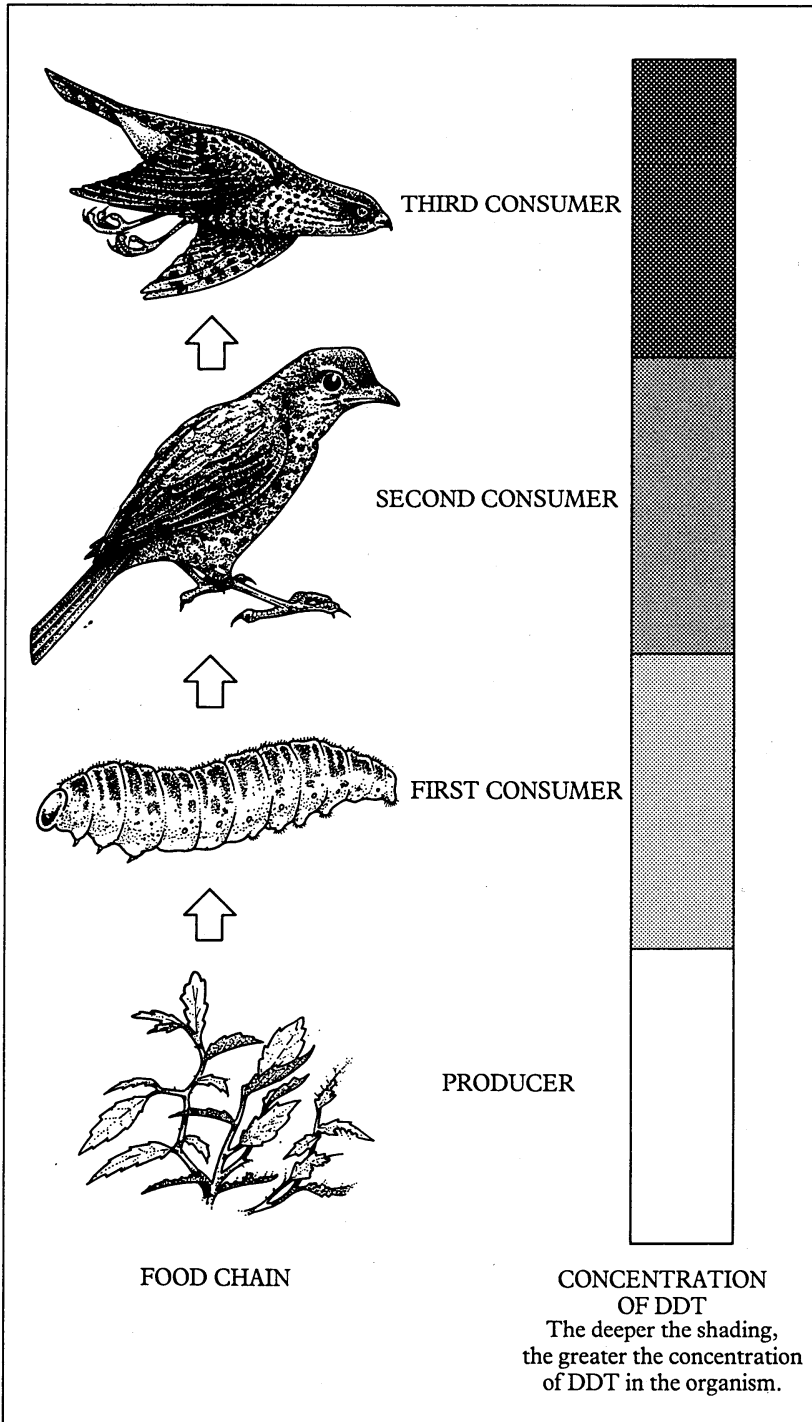 THIRD CONSUMER
SECOND CONSUMER
FIRST CONSUMER
PRODUCER
FOOD CHAIN
CONCENTRATION
OF DDT
The deeper the shading,
the greater the concentration
of DDT in the organism.